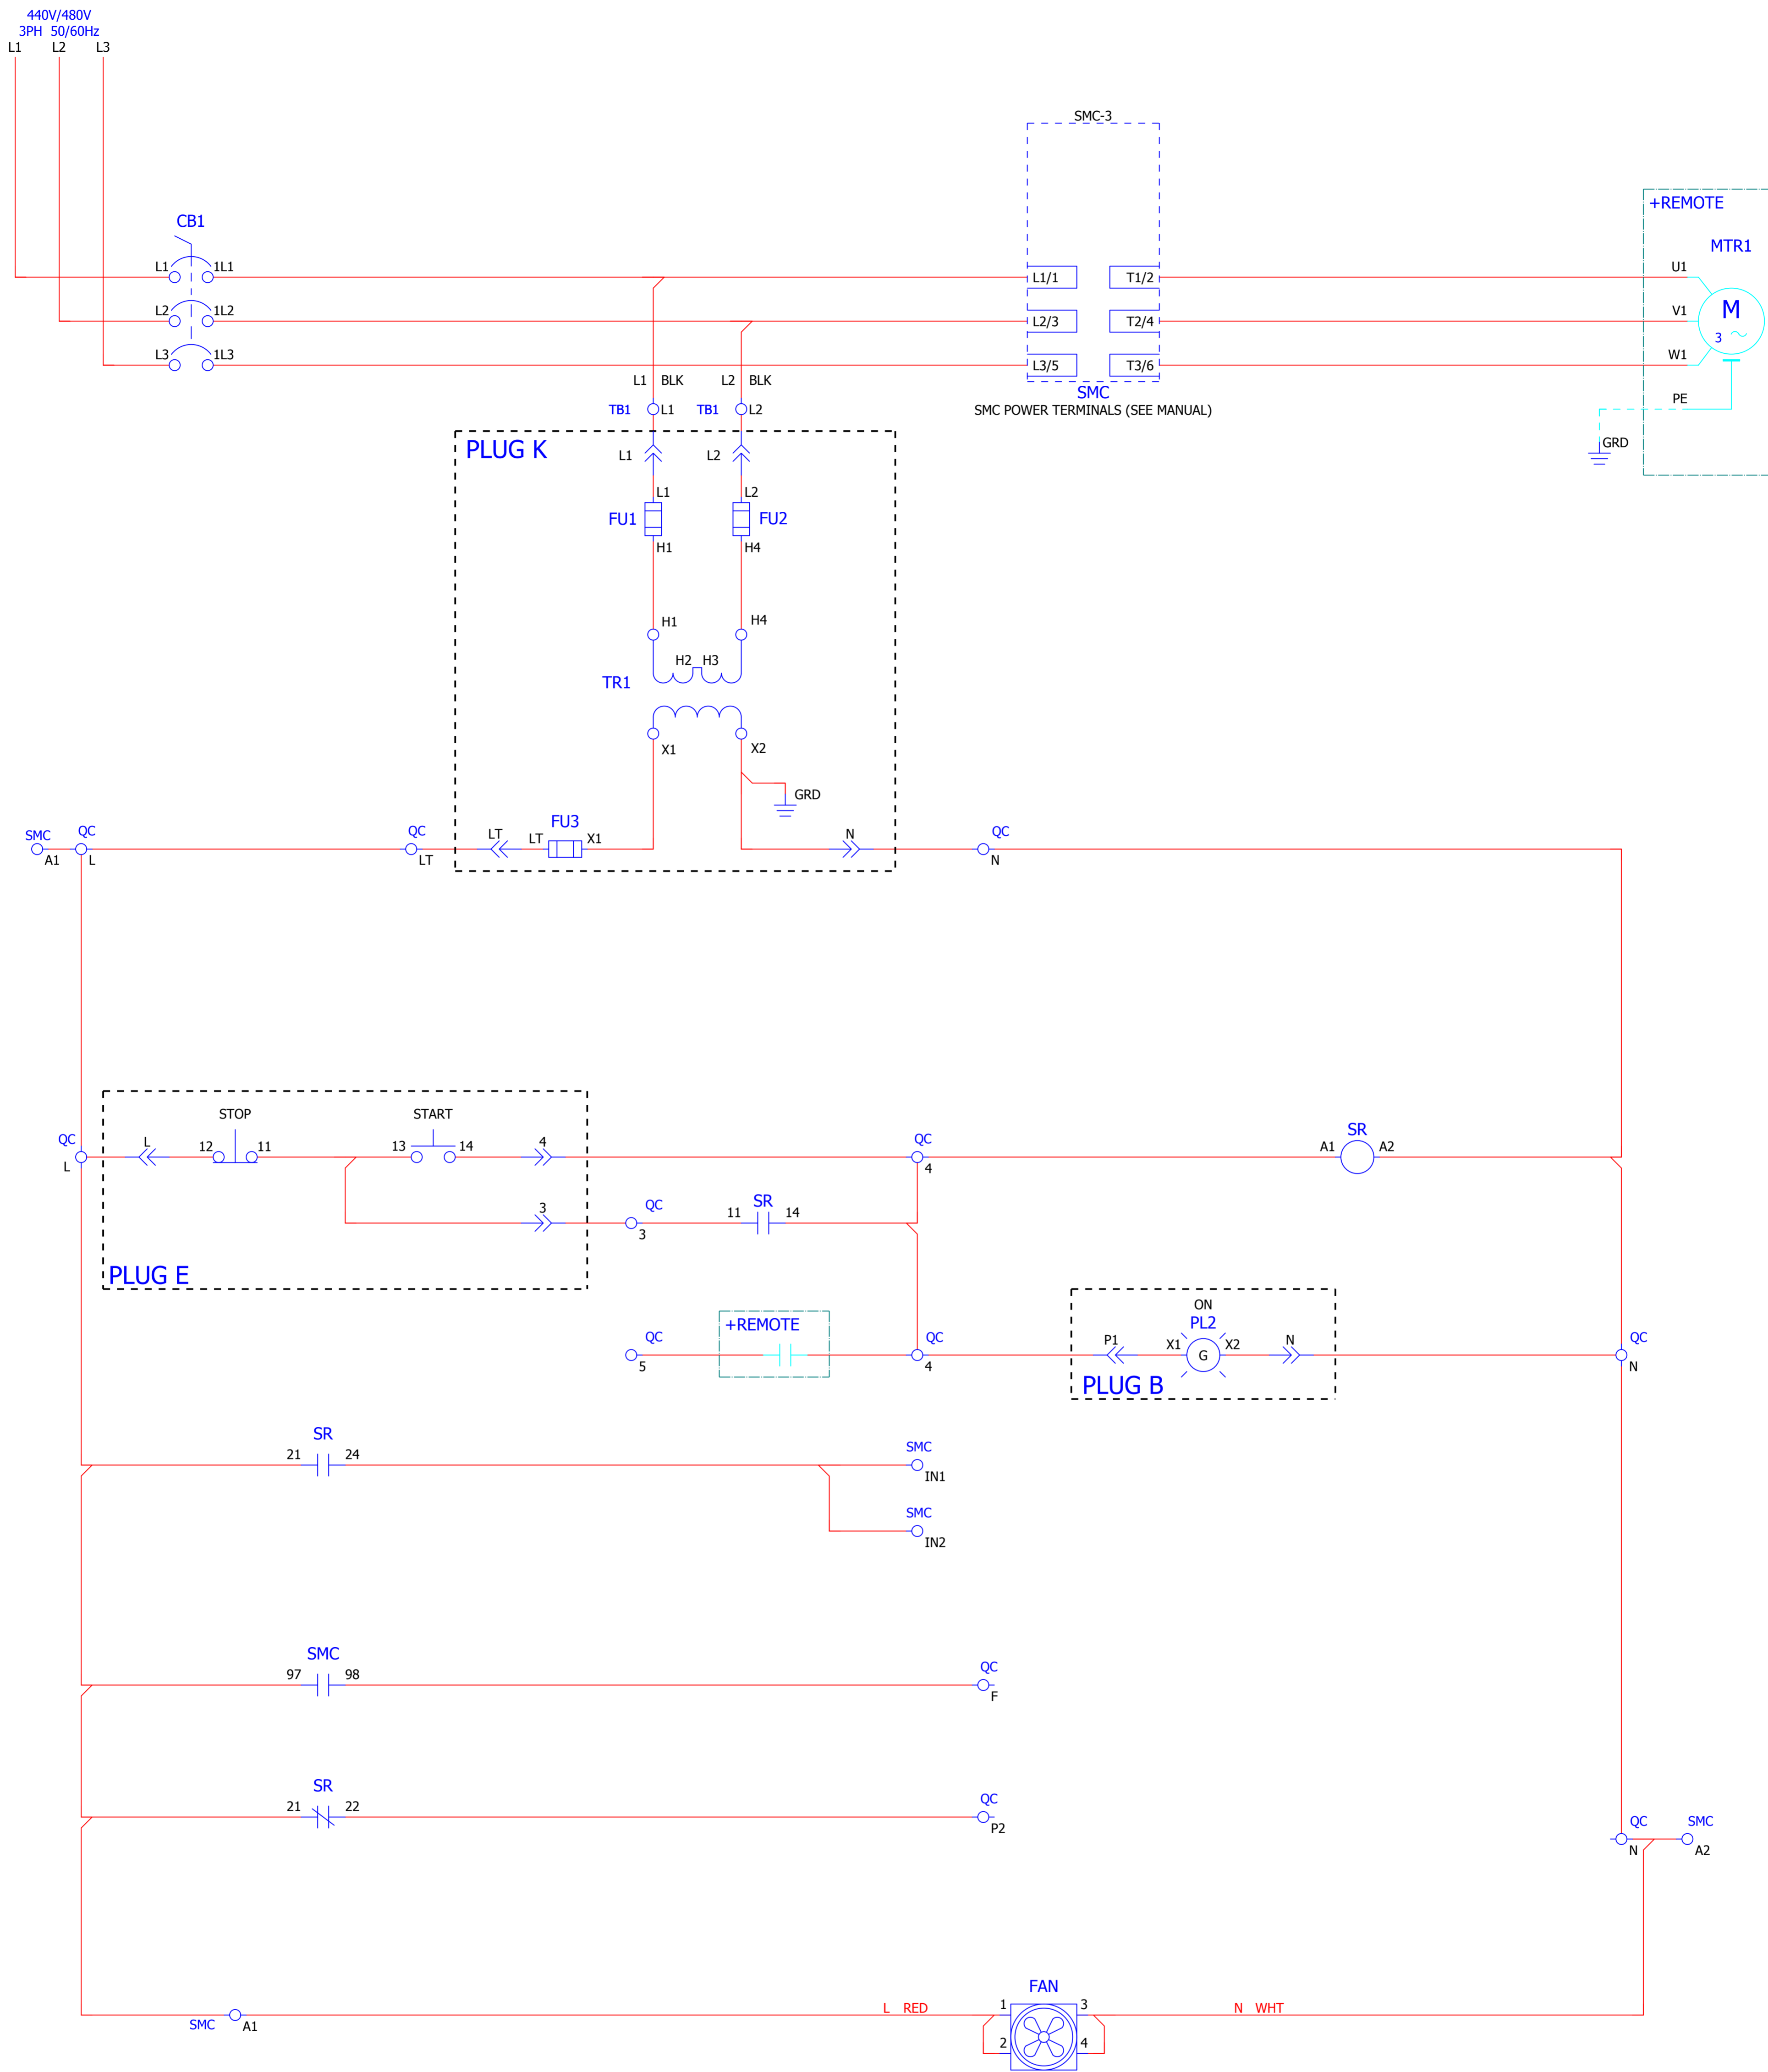 440V/480V
3PH 50/60Hz
L1 L2 L3
SMC-3
+REMOTE
CB1
MTR1
L1 1L1 L1/1 T1/2 U1
L2 1L2 L2/3 T2/4 V1
M
3
L3 1L3 L3/5 T3/6 W1
L1 BLK L2 BLK
SMC
SMC POWER TERMINALS (SEE MANUAL)
TB1 L1 TB1 L2
PE
GRD
PLUG K
L1 L2
L1 L2
FU1 FU2
H1 H4
H1 H4
H2 H3
TR1
X1 X2
GRD
SMC QC QC FU3 QC
LT LT X1 N
A1 L LT N
STOP START
QC L 12 11 13 14 4 QC SR
A1 A2
L 4
3 QC 11 SR 14
3
PLUG E
ON
+REMOTE PL2
QC QC P1 X1 G X2 N QC
5 4 N
PLUG B
SR
21 24 SMC
IN1
SMC
IN2
SMC
97 98 QC
F
SR
21 22 QC
P2
QC SMC
N A2
FAN
L RED 1 3 N WHT
SMC A1
2 4